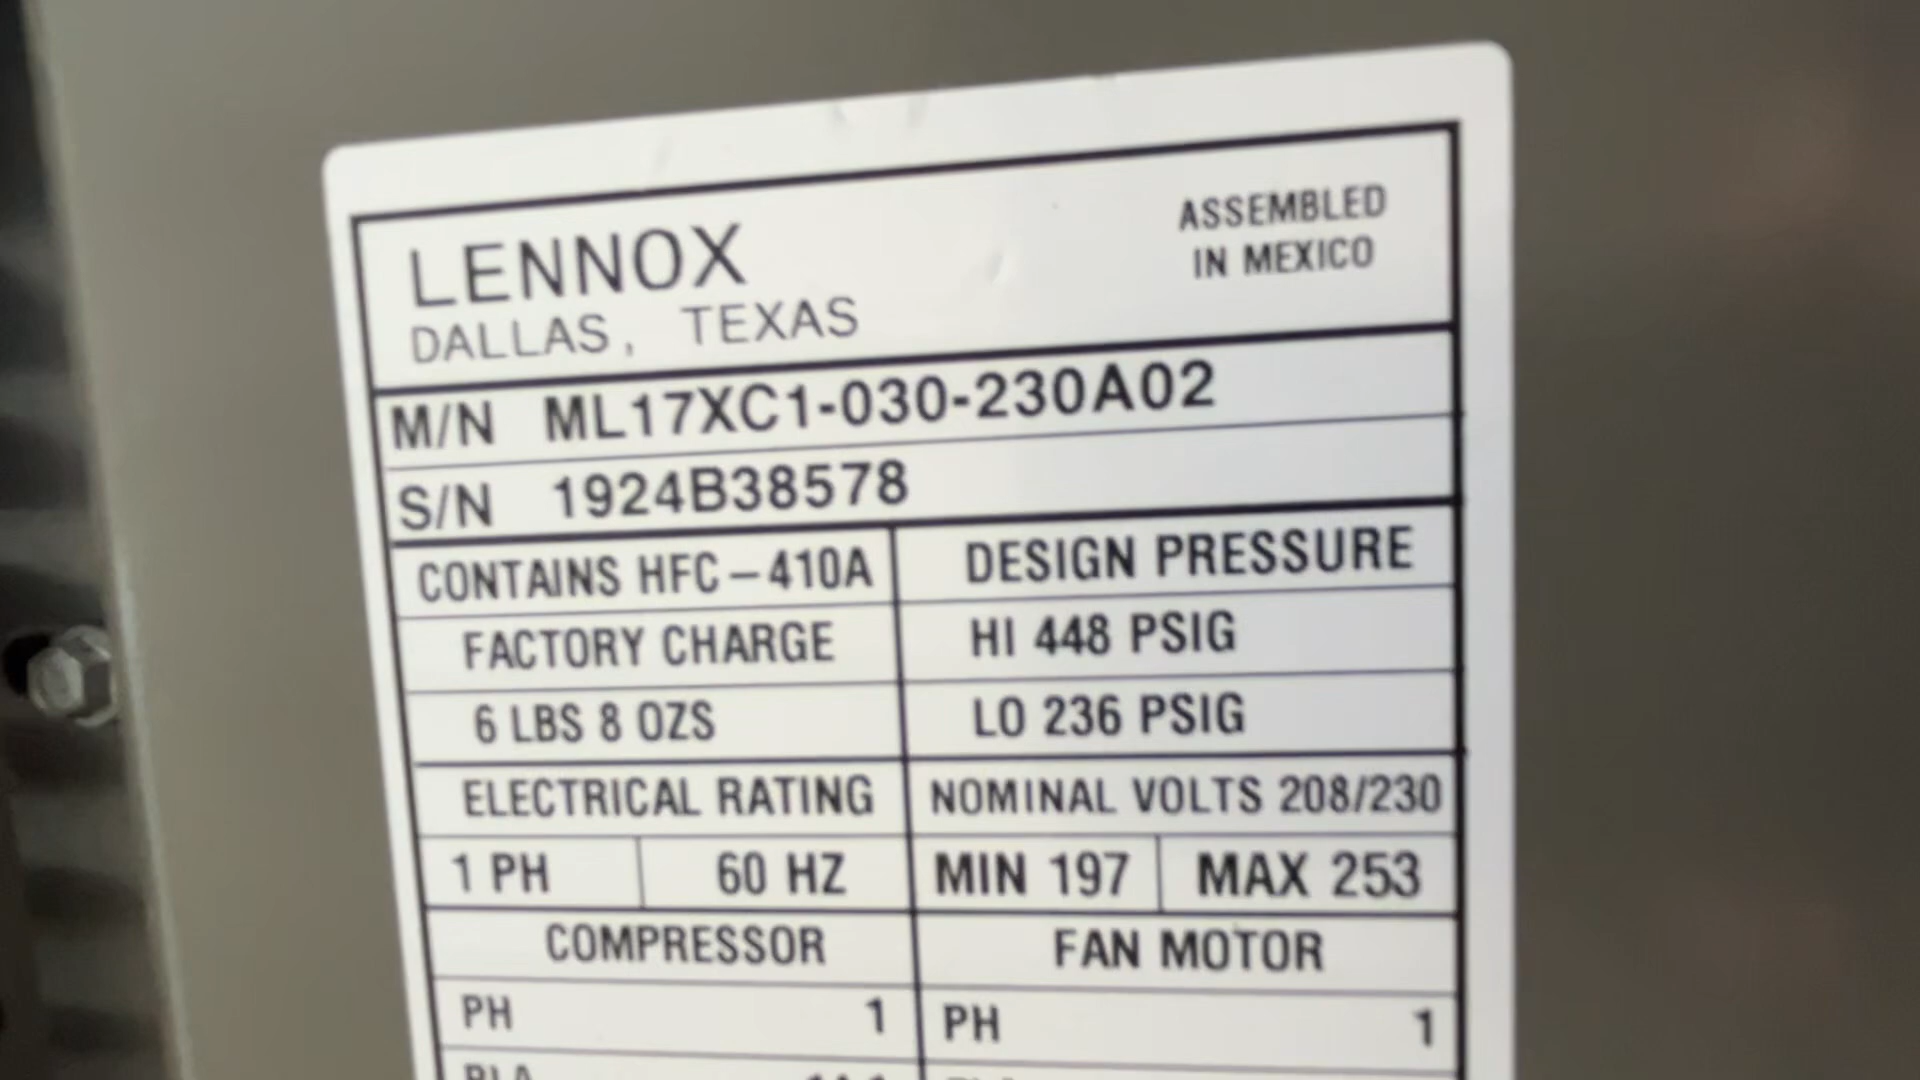 LENNOX
DALLAS, TEXAS
ASSEMBLED
IN MEXICO
M/N ML17XC1-030-230A02
S/N 1924B38578
CONTAINS HFC-410A
DESIGN PRESSURE
FACTORY CHARGE
HI 448 PSIG
6 LBS 8 OZS
LO 236 PSIG
ELECTRICAL RATING
NOMINAL VOLTS 208/230
1 PH 60 HZ
MIN 197 MAX 253
COMPRESSOR
FAN MOTOR
PH 1
PH 1